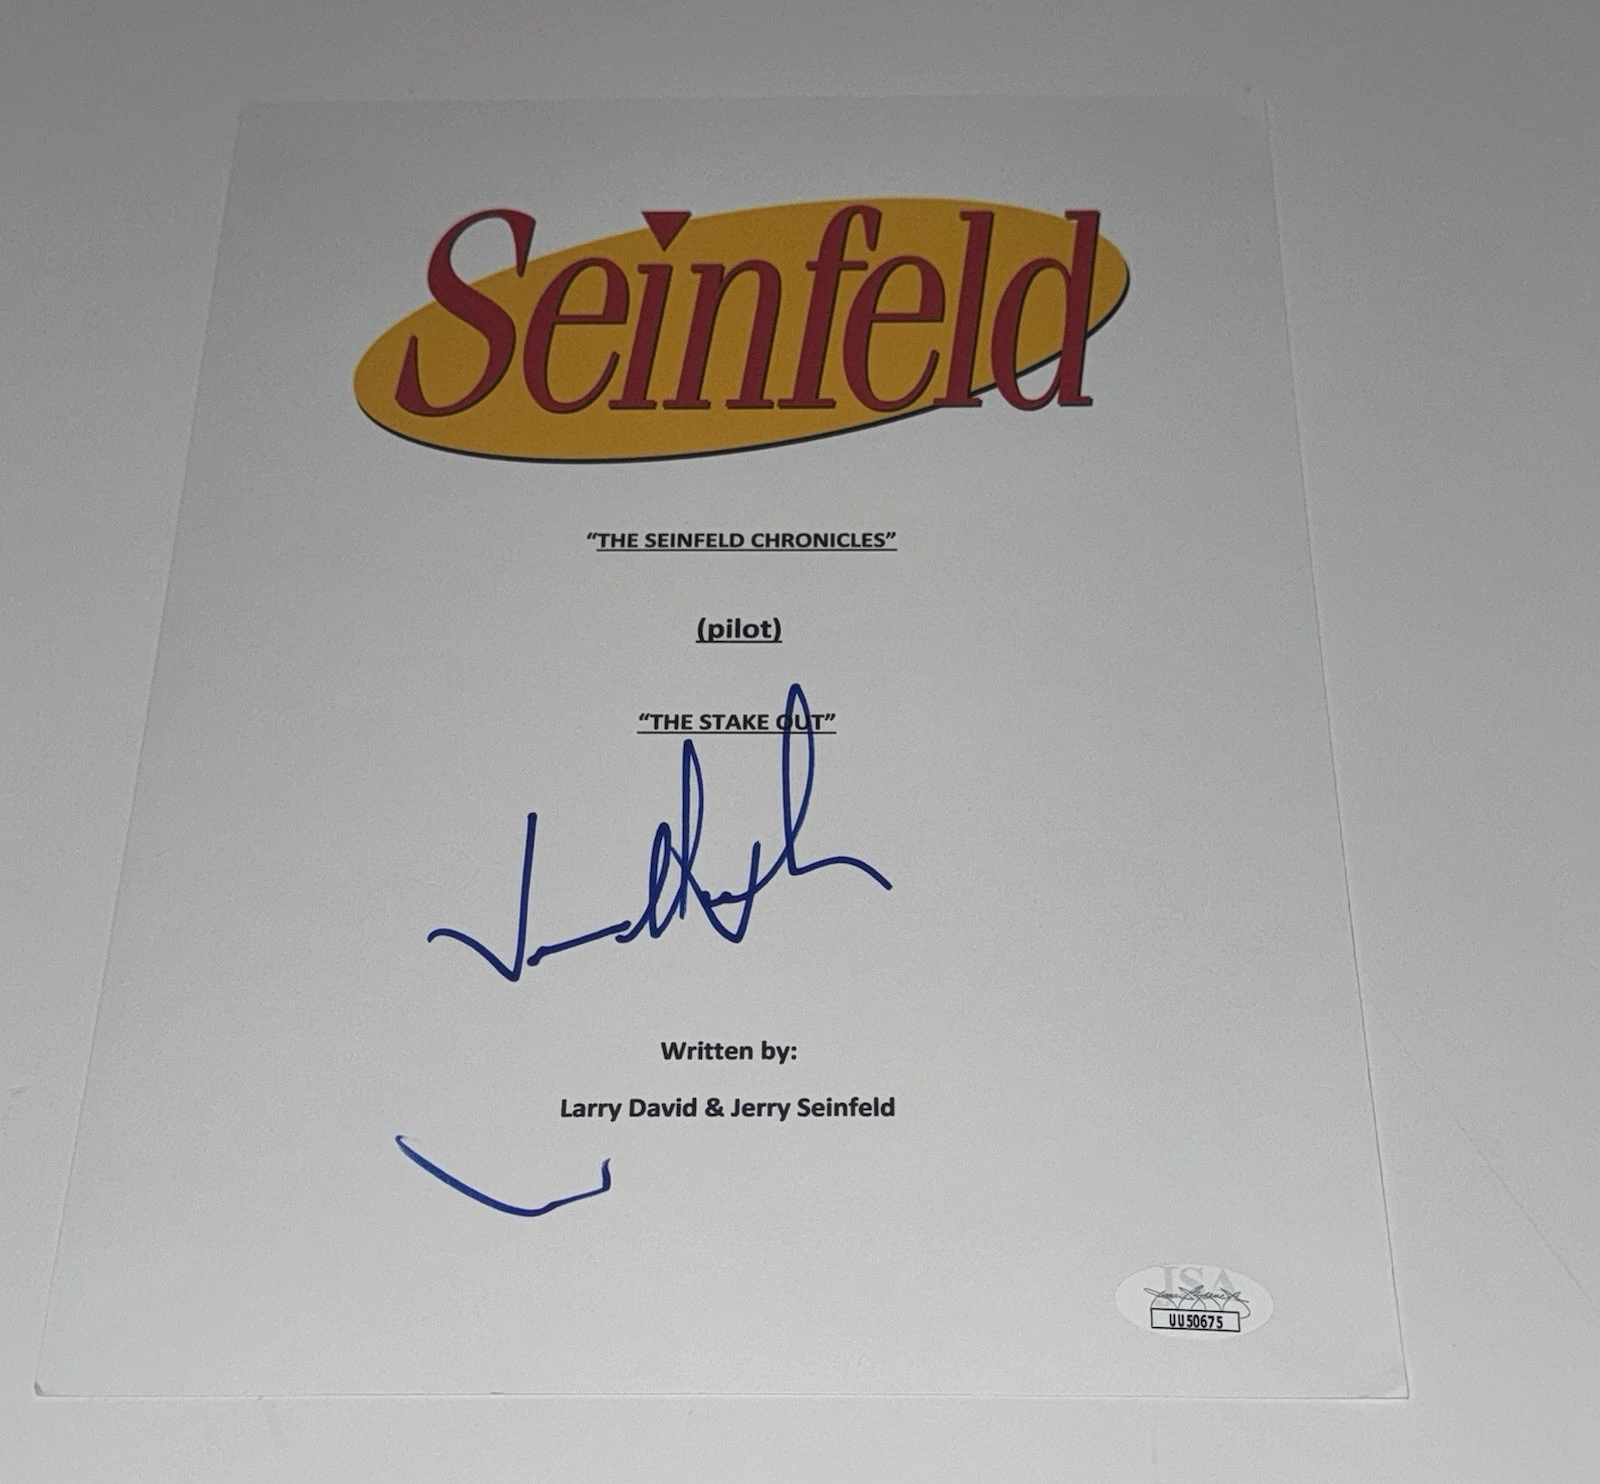 Seinfeld
“THE SEINFELD CHRONICLES”
(pilot)
“THE STAKE OUT”
Written by:
Larry David & Jerry Seinfeld
JSA
UU50675